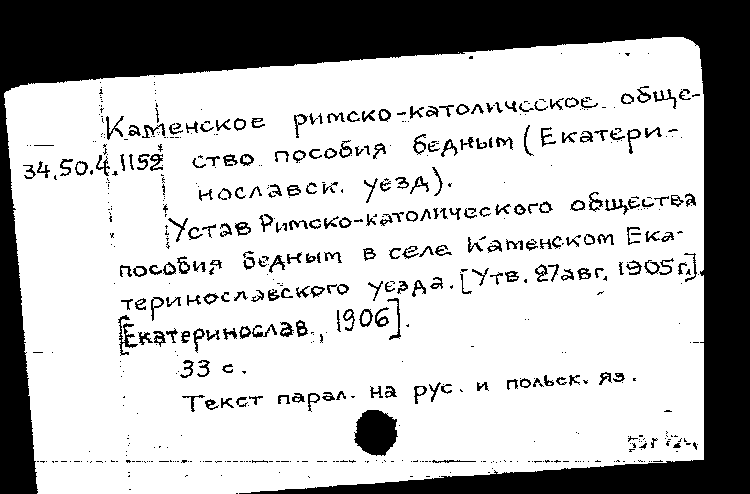 Каменское римско-католическое обще-
34.50.4.1152 ство пособия бедным (Екатери-
нославск. уезд).
Устав Римско-католического общества
пособия бедным в селе Каменском Ека-
теринославского уезда. [Утв. 27 авг. 1905 г.].
[Екатеринослав, 1906].
33 с.
Текст парал. на рус. и польск. яз.